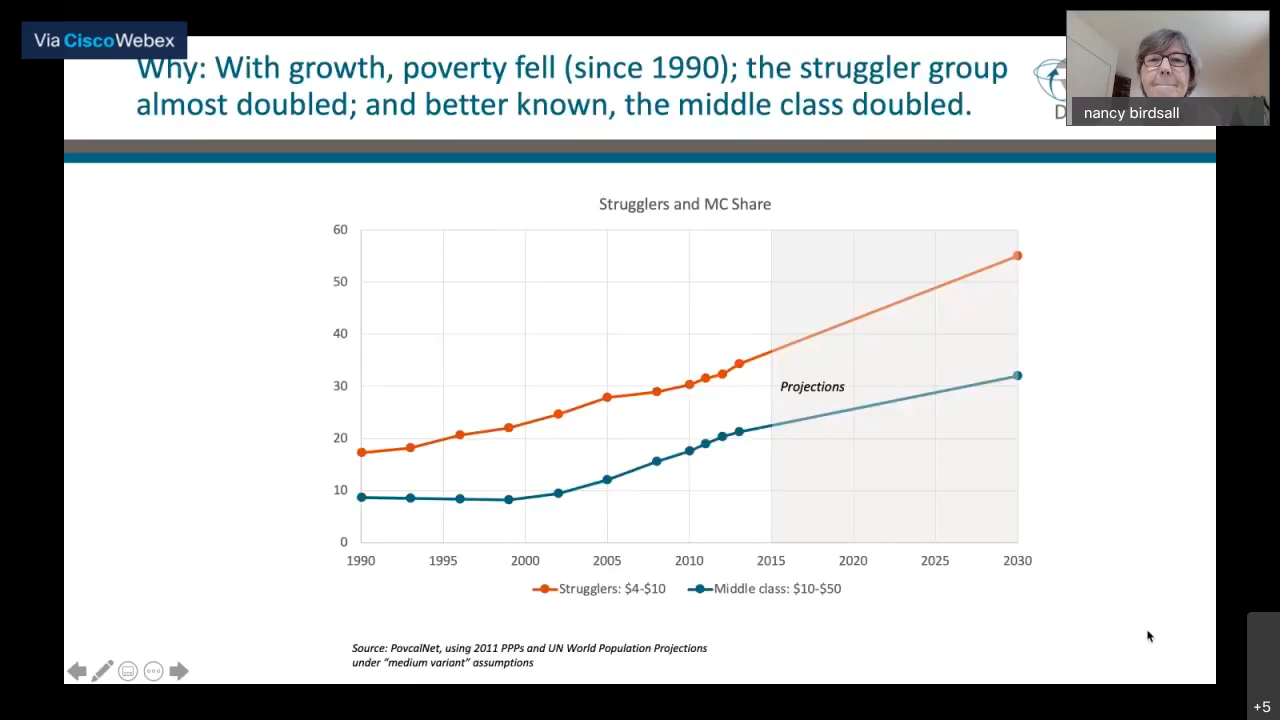 Via CiscoWebex
Why: With growth, poverty fell (since 1990); the struggler group
almost doubled; and better known, the middle class doubled.
D
nancy birdsall
Strugglers and MC Share
60
50
40
30
20
10
0
Projections
1990 1995 2000 2005 2010 2015 2020 2025 2030
Strugglers: $4-$10 Middle class: $10-$50
Source: PovcalNet, using 2011 PPPs and UN World Population Projections
under “medium variant” assumptions
+5